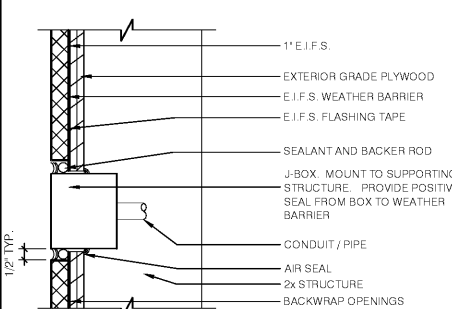 1" E.I.F.S.
EXTERIOR GRADE PLYWOOD
E.I.F.S. WEATHER BARRIER
E.I.F.S. FLASHING TAPE
SEALANT AND BACKER ROD
J-BOX. MOUNT TO SUPPORTING
STRUCTURE. PROVIDE POSITIV
SEAL FROM BOX TO WEATHER
BARRIER
CONDUIT / PIPE
AIR SEAL
2x STRUCTURE
BACKWRAP OPENINGS
1/2" TYP.